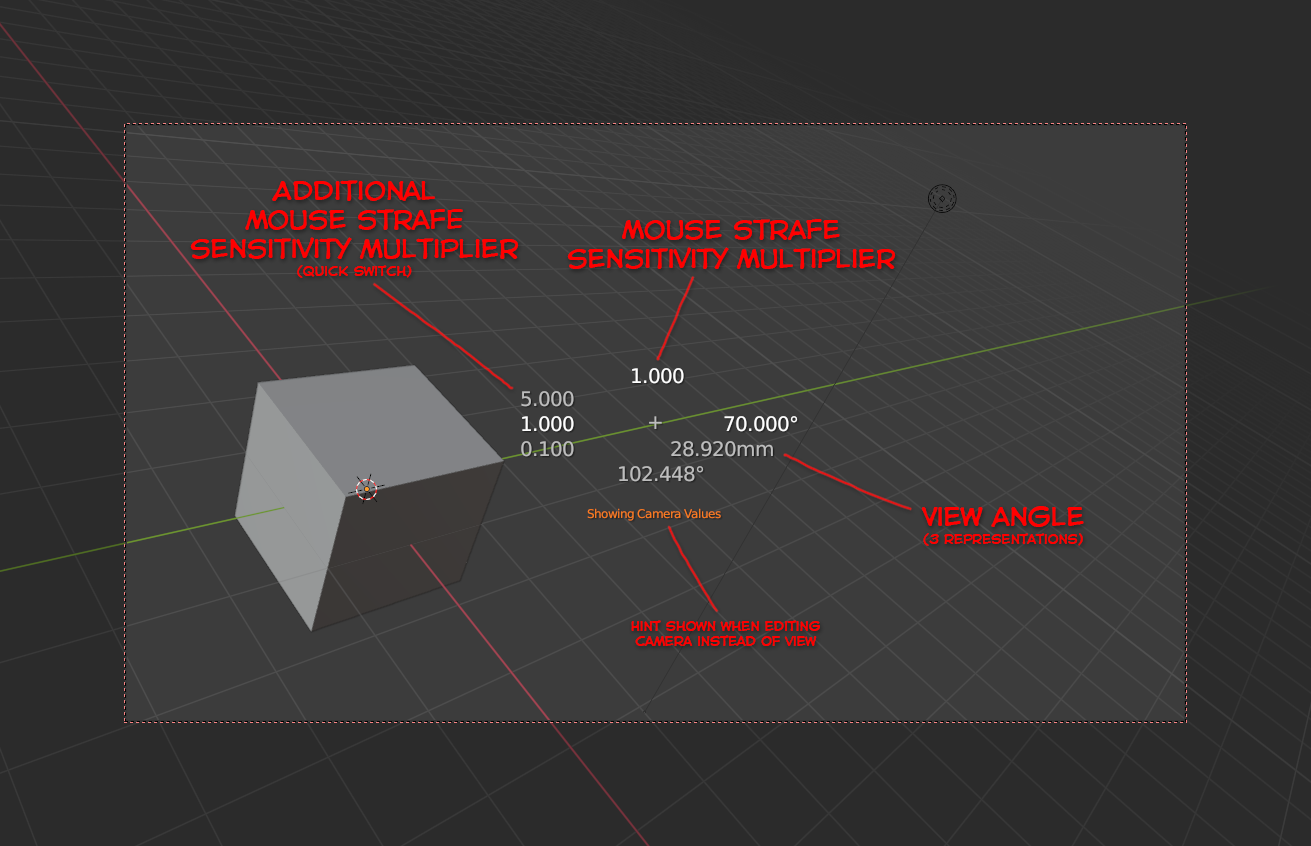 ADDITIONAL
MOUSE STRAFE
SENSITIVITY MULTIPLIER
(QUICK SWITCH)
MOUSE STRAFE
SENSITIVITY MULTIPLIER
1.000
5.000
1.000
0.100
70.000°
28.920mm
102.448°
Showing Camera Values
VIEW ANGLE
(3 REPRESENTATIONS)
HINT SHOWN WHEN EDITING
CAMERA INSTEAD OF VIEW